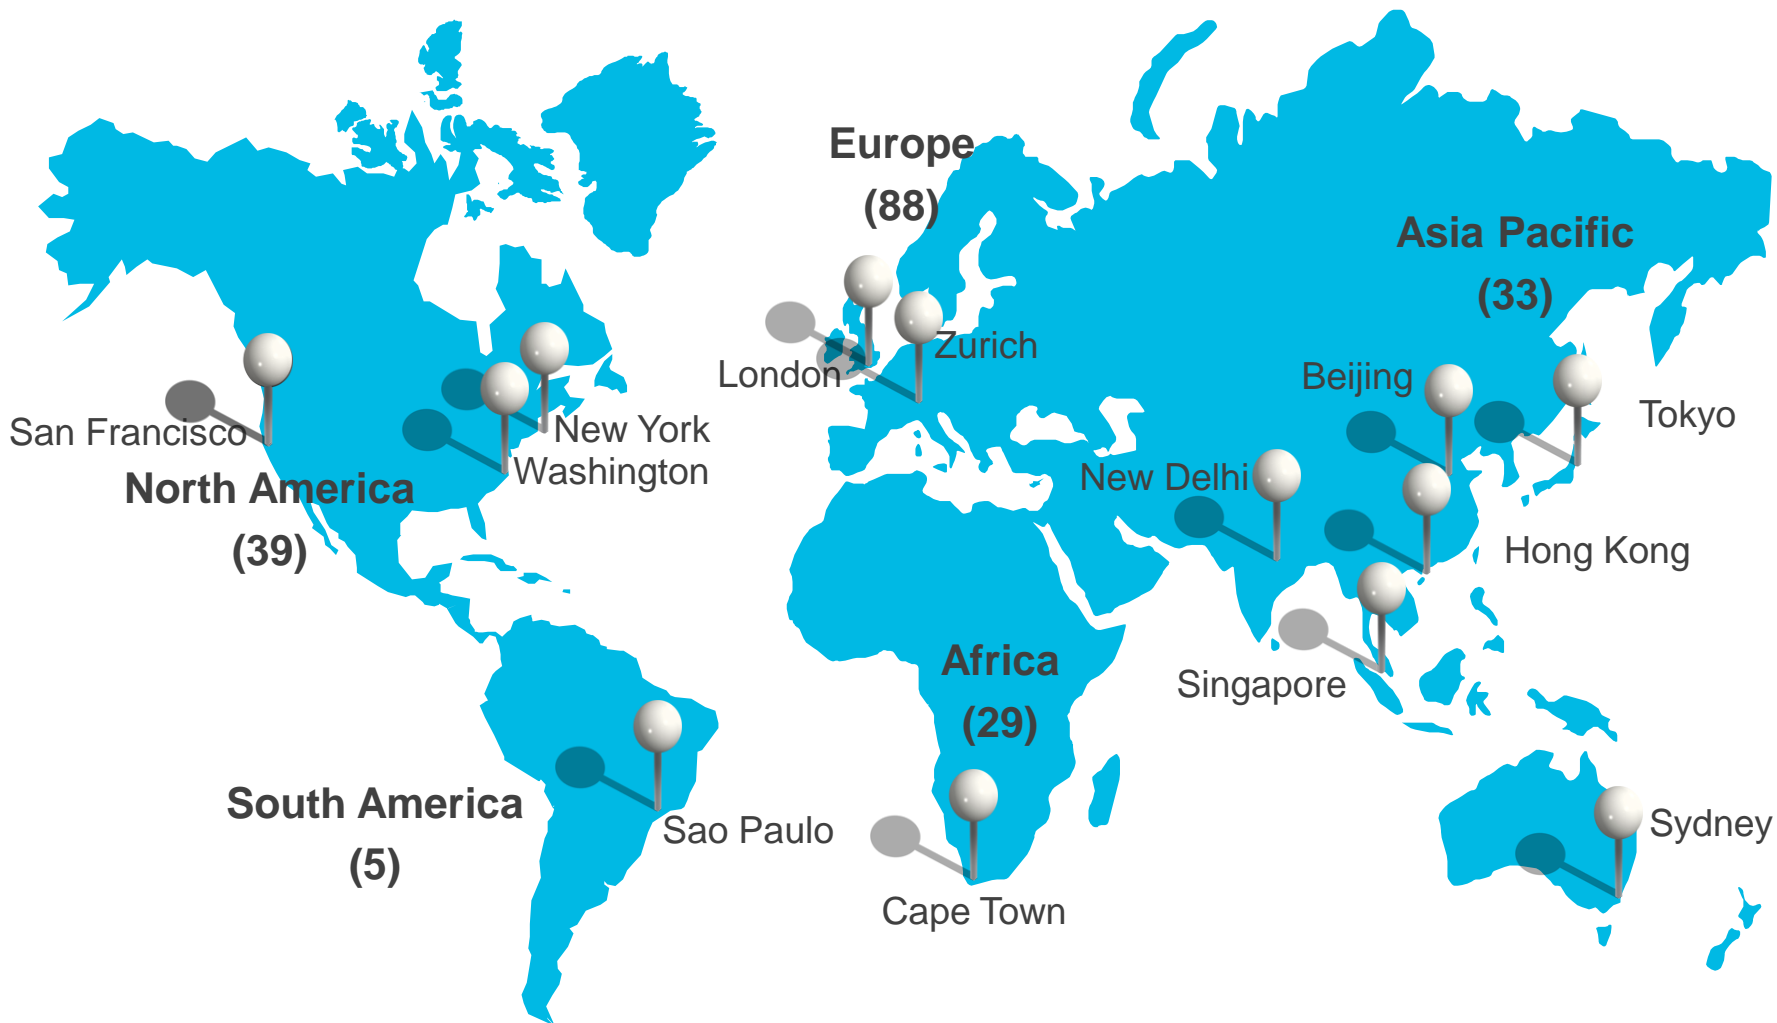 Europe
(88)
Asia Pacific
(33)
London
Zurich
Beijing
Tokyo
San Francisco
New York
Washington
North America
(39)
New Delhi
Hong Kong
Singapore
Africa
(29)
South America
(5)
Sao Paulo
Cape Town
Sydney